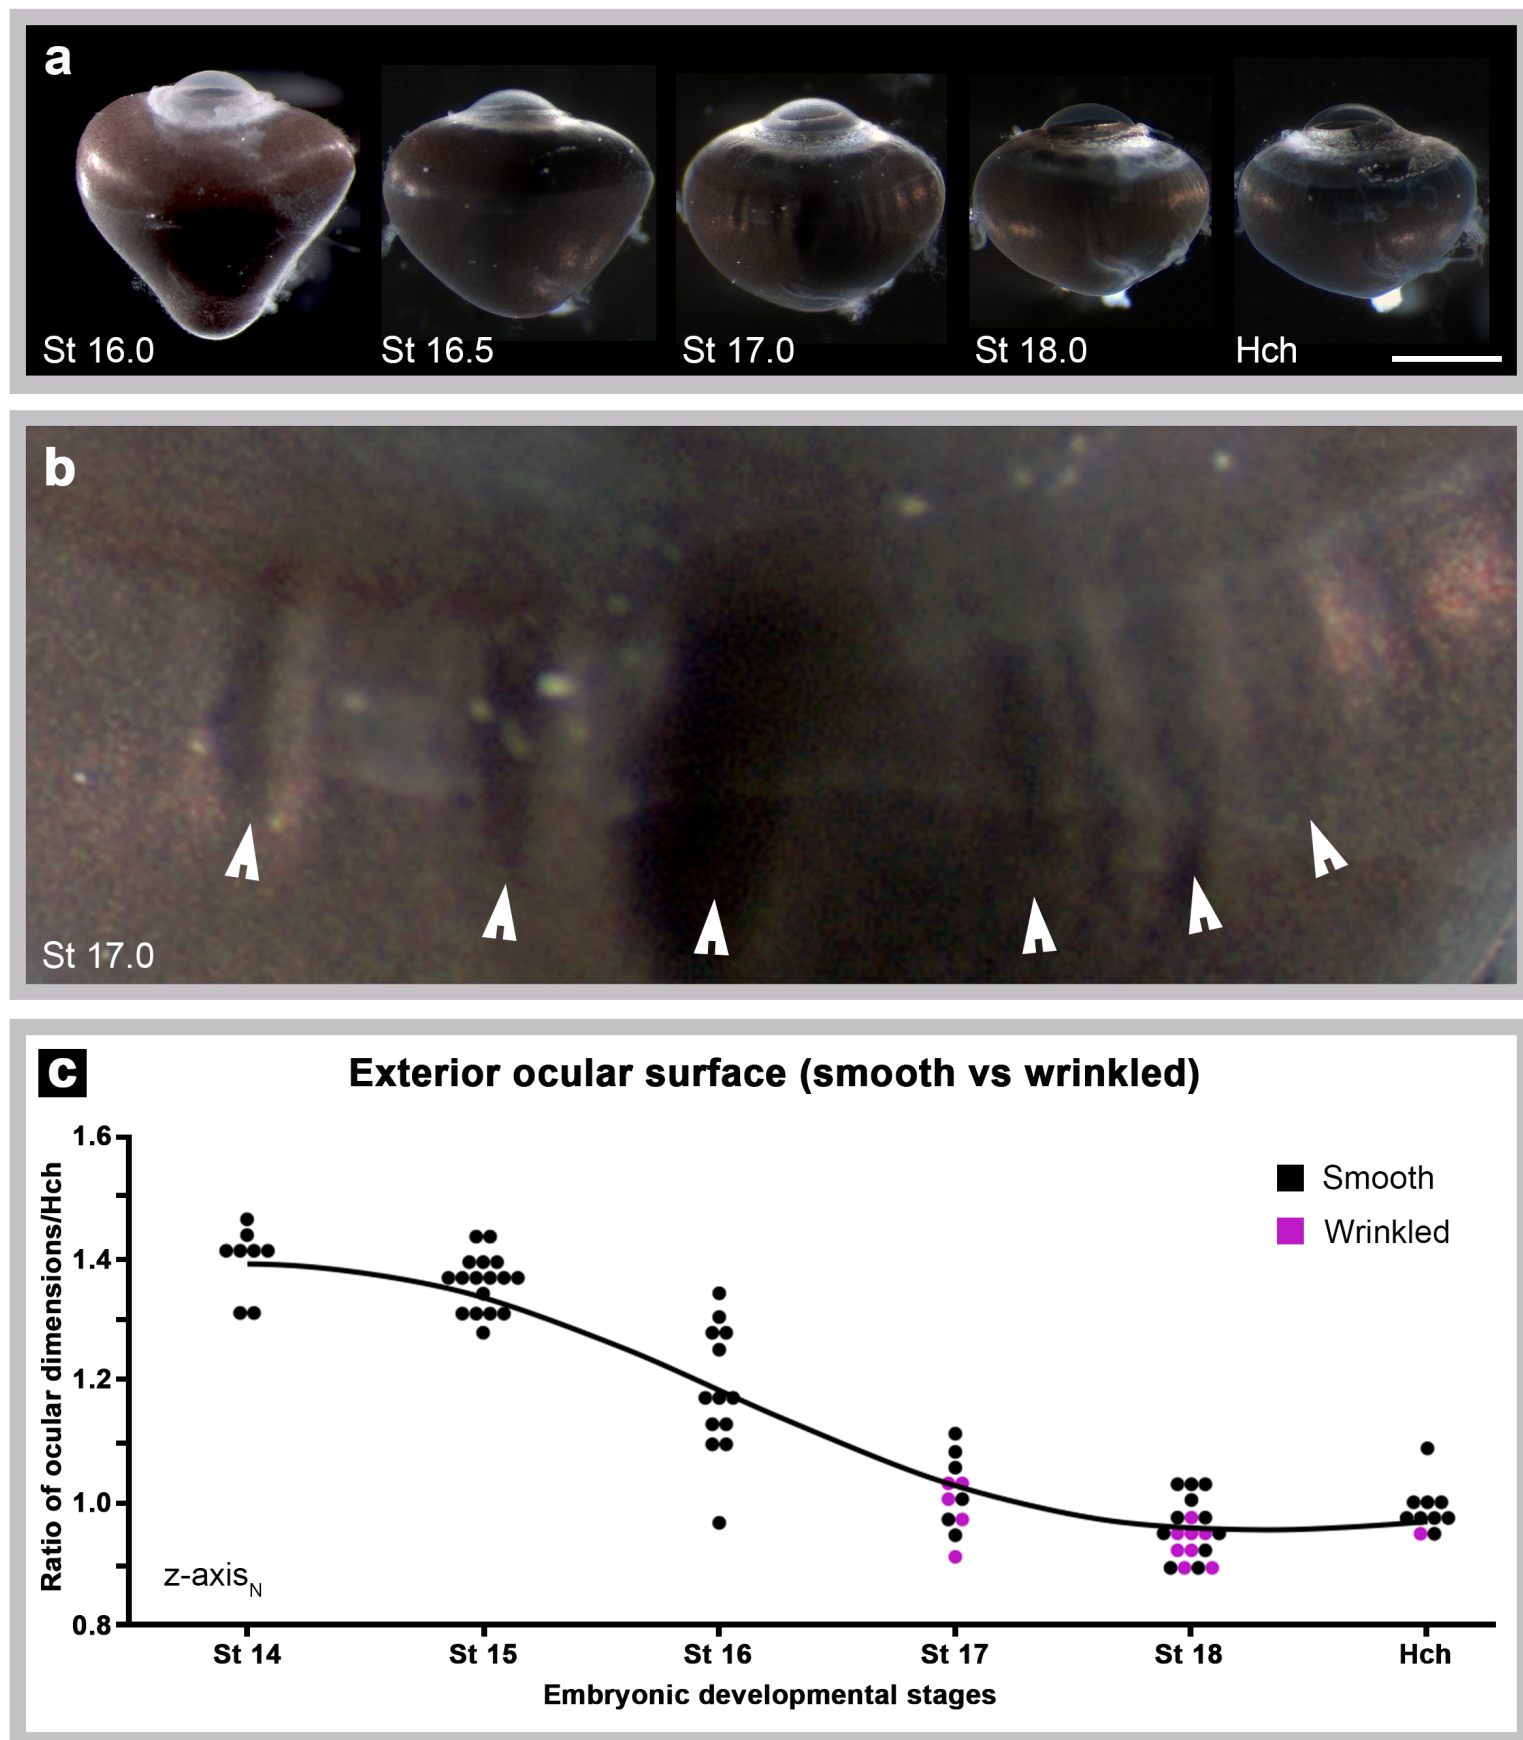 a
St 16.0
St 16.5
St 17.0
St 18.0
Hch
b
St 17.0
c
Exterior ocular surface (smooth vs wrinkled)
Ratio of ocular dimensions/Hch
1.6
1.4
1.2
1.0
0.8
Smooth
Wrinkled
z-axisN
St 14
St 15
St 16
St 17
St 18
Hch
Embryonic developmental stages